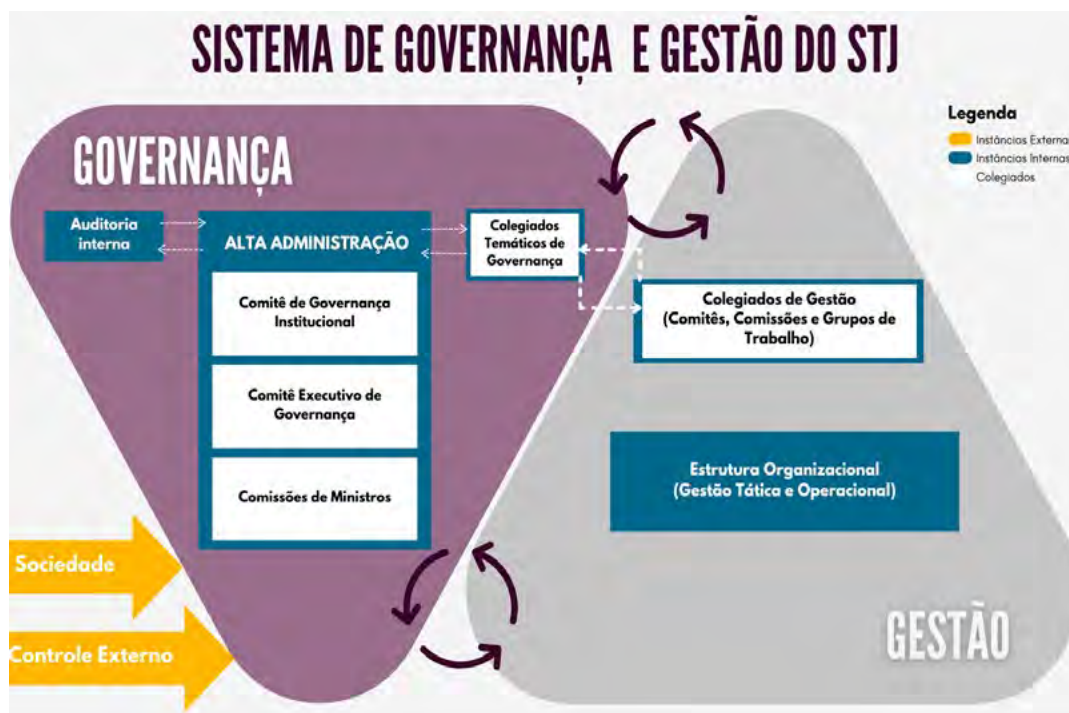 SISTEMA DE GOVERNANÇA E GESTÃO DO STJ
Legenda
Instâncias Externa
Instâncias Internas
Colegiados
GOVERNANÇA
Auditoria
interna
ALTA ADMINISTRAÇÃO
Comitê de Governança
Institucional
Comitê Executivo de
Governança
Comissões de Ministros
Colegiados
Temáticos de
Governança
Colegiados de Gestão
(Comitês, Comissões e Grupos de
Trabalho)
Estrutura Organizacional
(Gestão Tática e Operacional)
Sociedade
Controle Externo
GESTÃO